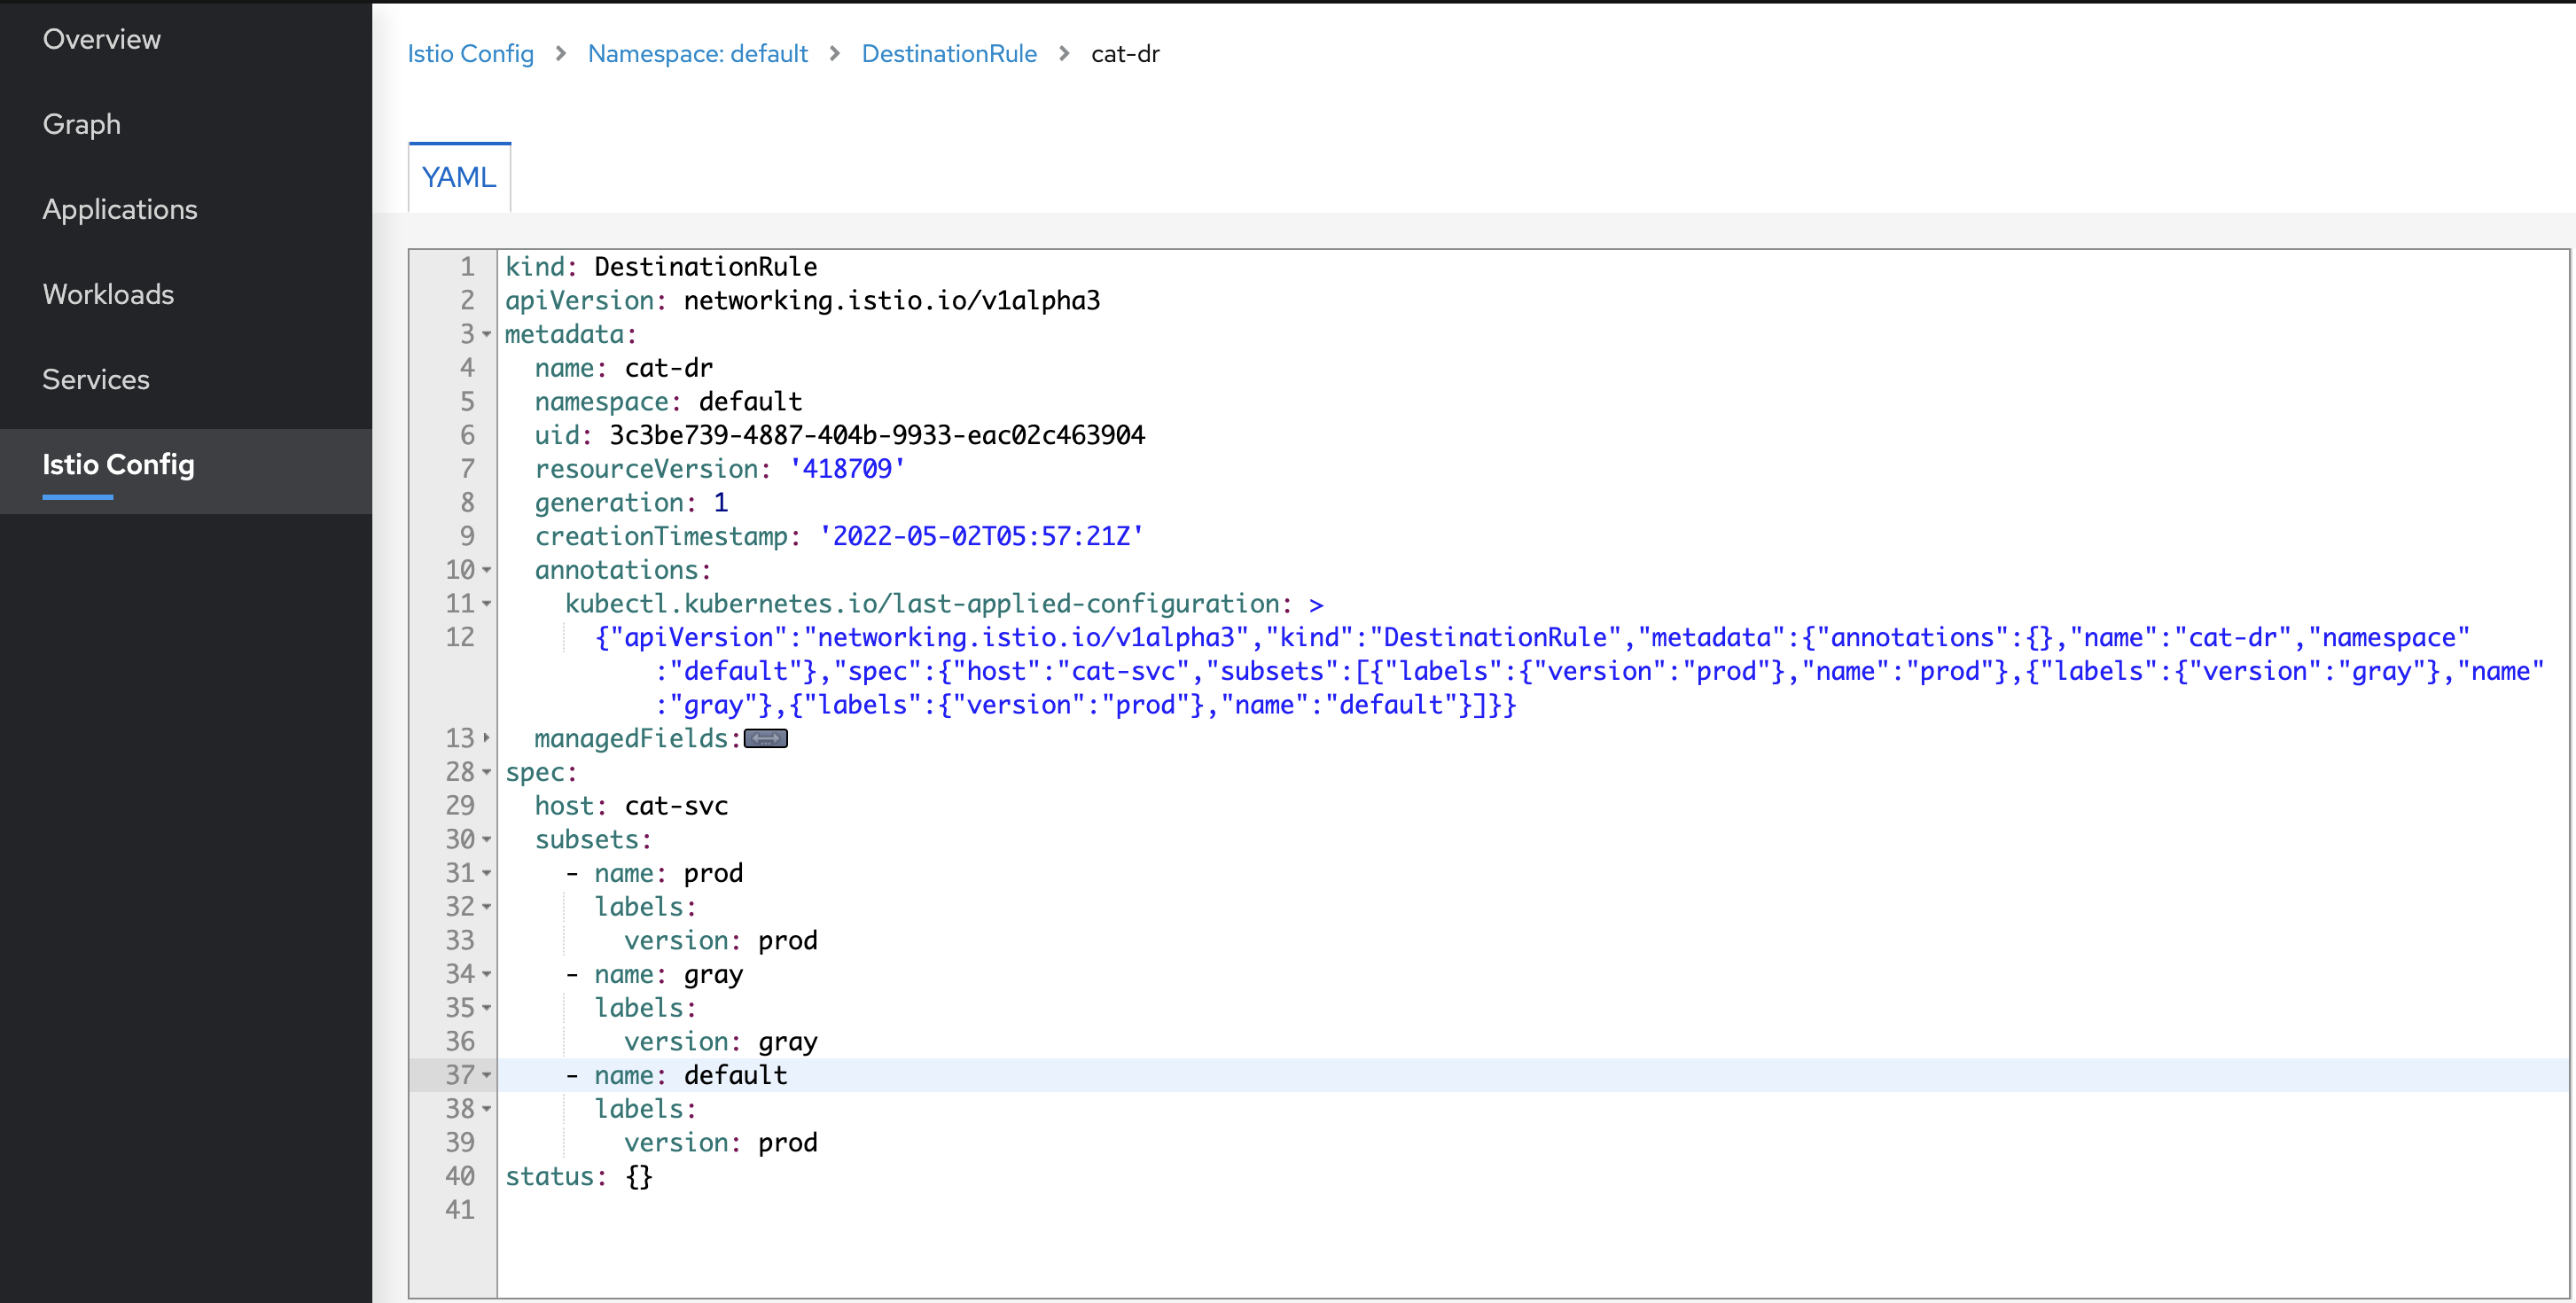 Overview
Graph
Applications
Workloads
Services
Istio Config
Istio Config > Namespace: default > DestinationRule > cat-dr
YAML
1 kind: DestinationRule
2 apiVersion: networking.istio.io/v1alpha3
3 metadata:
4 name: cat-dr
5 namespace: default
6 uid: 3c3be739-4887-404b-9933-eac02c463904
7 resourceVersion: '418709'
8 generation: 1
9 creationTimestamp: '2022-05-02T05:57:21Z'
10 annotations:
11 kubectl.kubernetes.io/last-applied-configuration: >
12 {"apiVersion":"networking.istio.io/v1alpha3","kind":"DestinationRule","metadata":{"annotations":{},"name":"cat-dr","namespace"
:"default"},"spec":{"host":"cat-svc","subsets":[{"labels":{"version":"prod"},"name":"prod"},{"labels":{"version":"gray"},"name"
:"gray"},{"labels":{"version":"prod"},"name":"default"}]}}
13 managedFields:
28 spec:
29 host: cat-svc
30 subsets:
31 - name: prod
32 labels:
33 version: prod
34 - name: gray
35 labels:
36 version: gray
37 - name: default
38 labels:
39 version: prod
40 status: {}
41